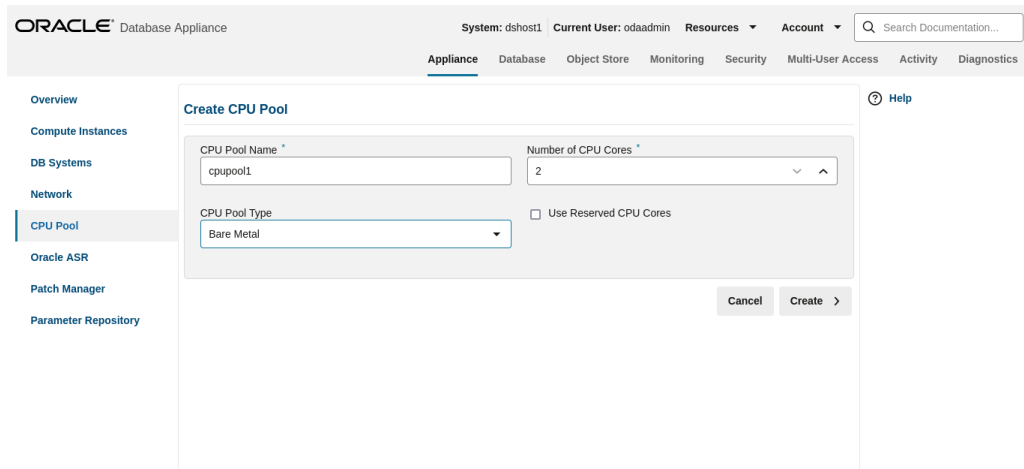 ORACLE Database Appliance
System: dshost1 Current User: odaadmin Resources Account Search Documentation...
Appliance Database Object Store Monitoring Security Multi-User Access Activity Diagnostics
Overview
Compute Instances
DB Systems
Network
CPU Pool
Oracle ASR
Patch Manager
Parameter Repository
Create CPU Pool
CPU Pool Name *
cpupool1
Number of CPU Cores *
2
CPU Pool Type
Bare Metal
Use Reserved CPU Cores
Cancel
Create
Help